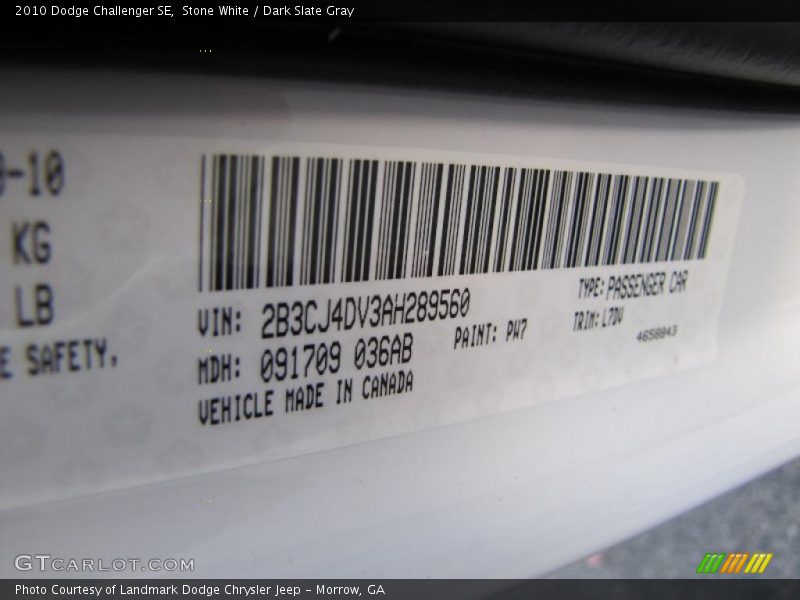 2010 Dodge Challenger SE, Stone White / Dark Slate Gray
-10
KG
LB
E SAFETY.
VIN: 2B3CJ4DV3AH289560
TYPE: PASSENGER CAR
MDH: 091709 036AB
PAINT: PW7
TRIM: L7DV
4658843
VEHICLE MADE IN CANADA
GTCARLOT.COM
Photo Courtesy of Landmark Dodge Chrysler Jeep - Morrow, GA